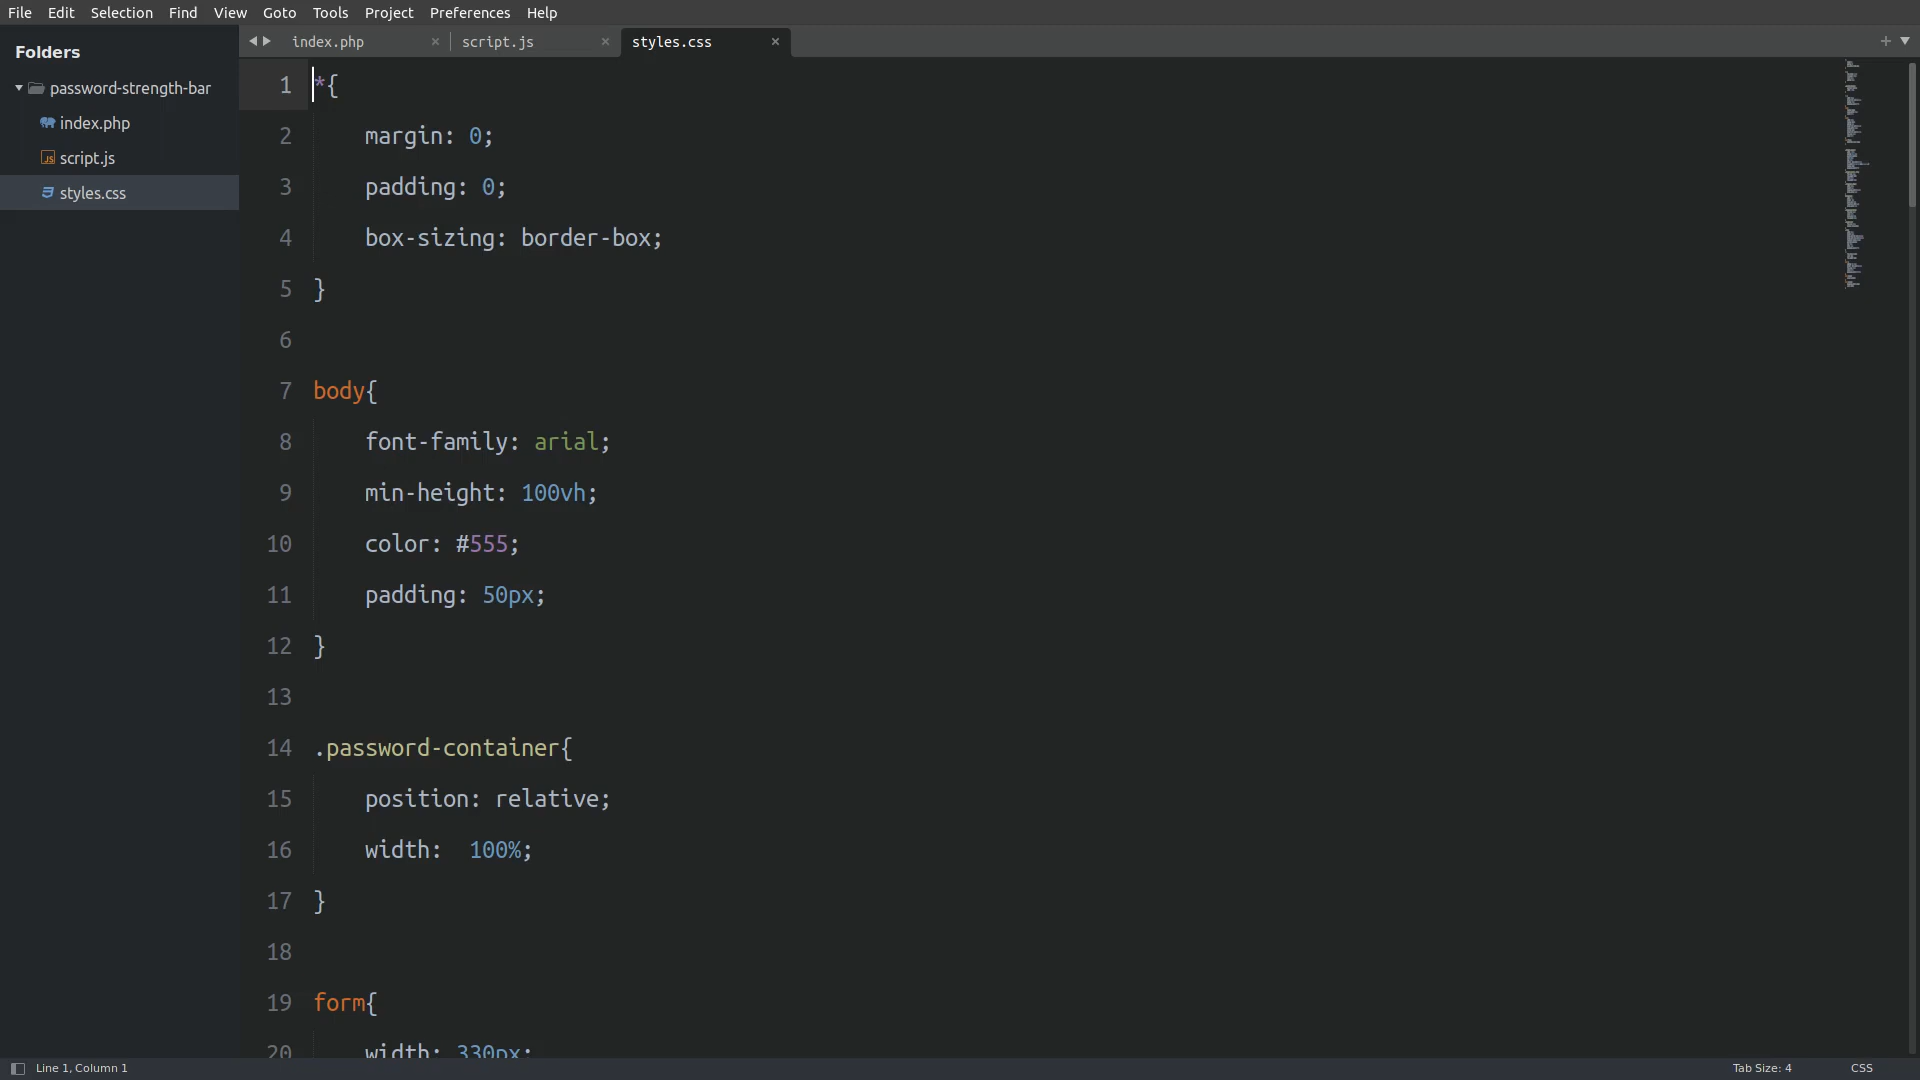 File Edit Selection Find View Goto Tools Project Preferences Help
Folders
password-strength-bar
index.php
script.js
styles.css
index.php × script.js × styles.css ×
1 *{
2 margin: 0;
3 padding: 0;
4 box-sizing: border-box;
5 }
6
7 body{
8 font-family: arial;
9 min-height: 100vh;
10 color: #555;
11 padding: 50px;
12 }
13
14 .password-container{
15 position: relative;
16 width:  100%;
17 }
18
19 form{
20 width: 330px;
Line 1, Column 1
Tab Size: 4 CSS